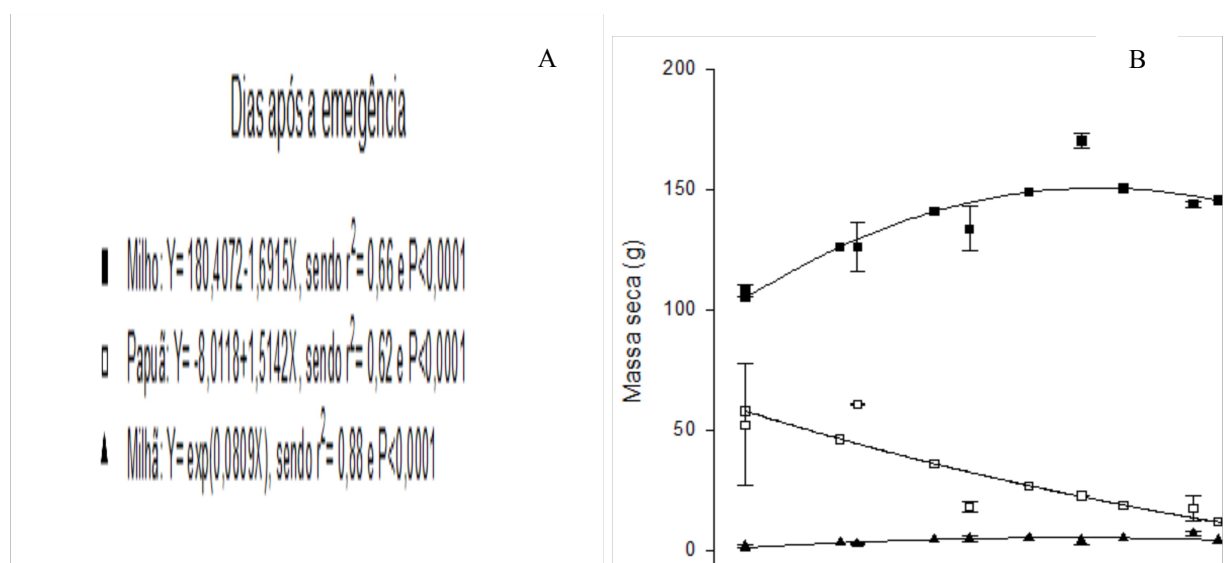 A
Dias após a emergência
Milho: Y= 180,4072-1,6915X, sendo r²= 0,66 e P<0,0001
Papuã: Y= -8,0118+1,5142X, sendo r²= 0,62 e P<0,0001
Milhã: Y= exp(0,0809X), sendo r²= 0,88 e P<0,0001
B
Massa seca (g)
200
150
100
50
0